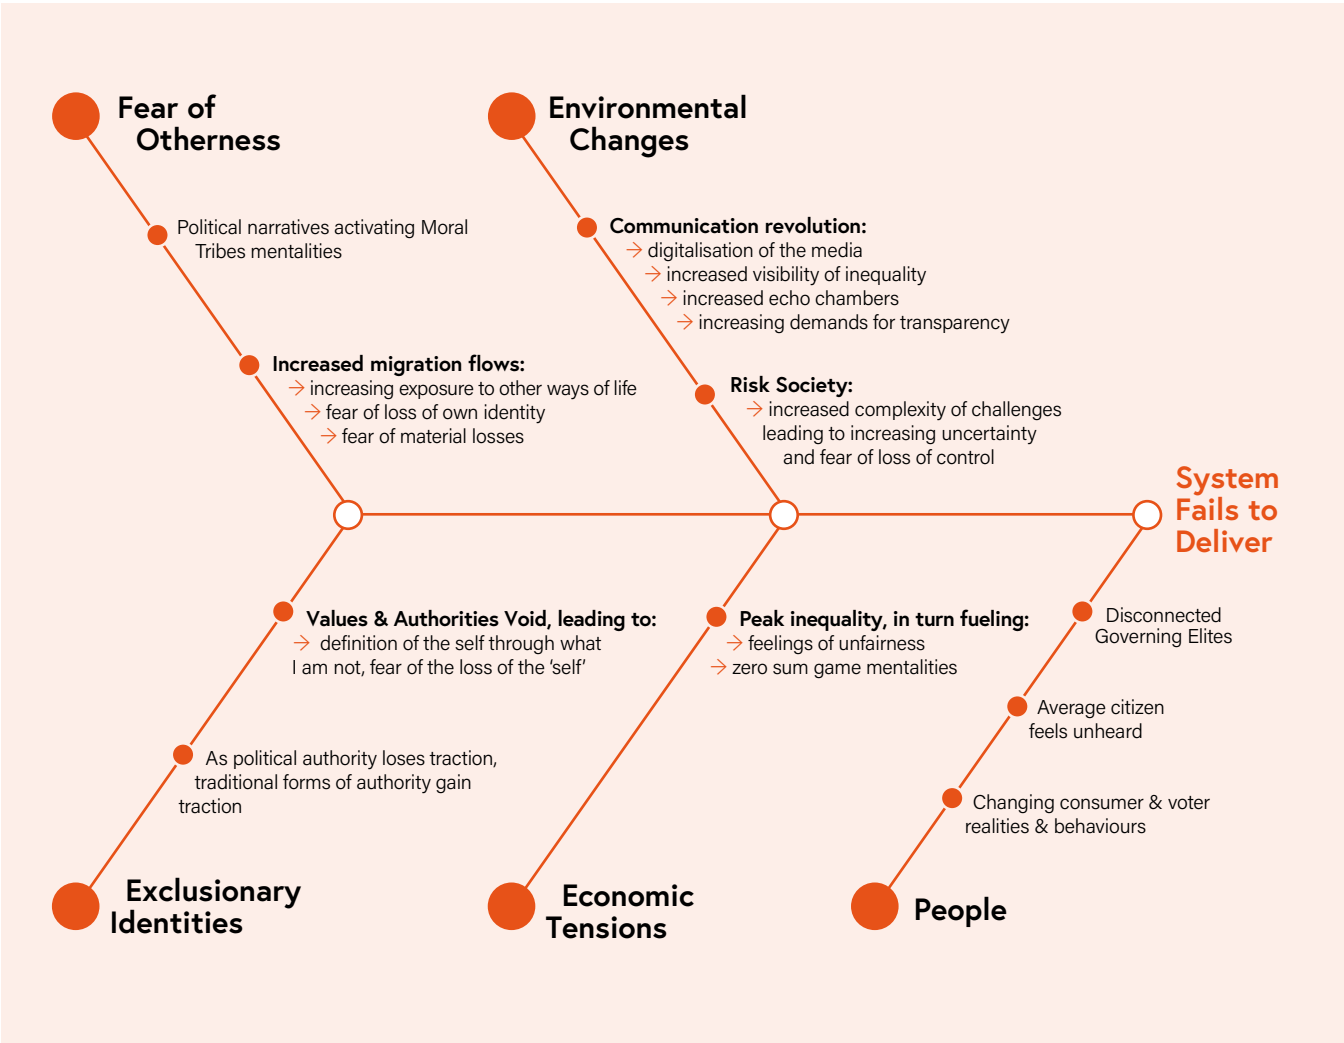 Fear of
Otherness
Political narratives activating Moral
Tribes mentalities
Increased migration flows:
→ increasing exposure to other ways of life
→ fear of loss of own identity
→ fear of material losses
Environmental
Changes
Communication revolution:
→ digitalisation of the media
→ increased visibility of inequality
→ increased echo chambers
→ increasing demands for transparency
Risk Society:
→ increased complexity of challenges
leading to increasing uncertainty
and fear of loss of control
System
Fails to
Deliver
Values & Authorities Void, leading to:
→ definition of the self through what
I am not, fear of the loss of the ‘self’
As political authority loses traction,
traditional forms of authority gain
traction
Exclusionary
Identities
Peak inequality, in turn fueling:
→ feelings of unfairness
→ zero sum game mentalities
Economic
Tensions
Disconnected
Governing Elites
Average citizen
feels unheard
Changing consumer & voter
realities & behaviours
People